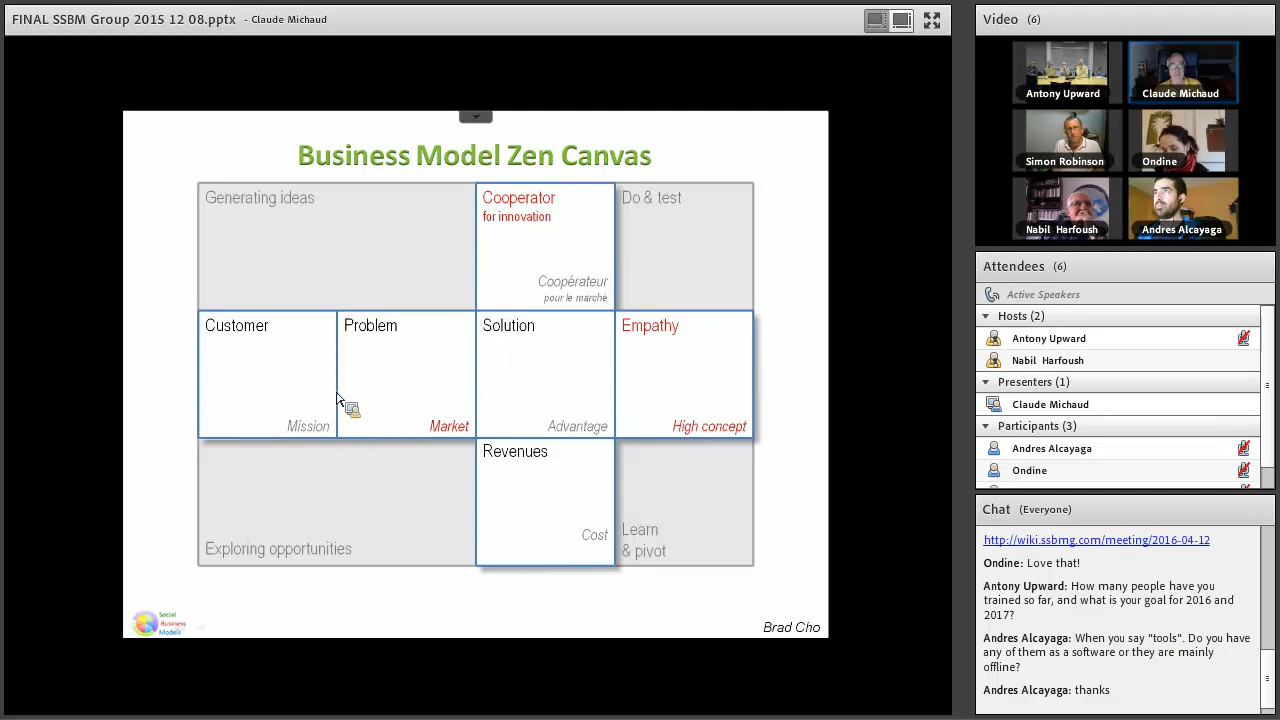 FINAL SSBM Group 2015 12 08.pptx - Claude Michaud
Business Model Zen Canvas
Generating ideas
Cooperator
for innovation
Coopérateur
pour le marché
Do & test
Customer
Mission
Problem
Market
Solution
Advantage
Empathy
High concept
Exploring opportunities
Revenues
Cost
Learn
& pivot
Social
Business
Models
Brad Cho
Video (6)
Antony Upward
Claude Michaud
Simon Robinson
Ondine
Nabil Harfoush
Andres Alcayaga
Attendees (6)
Active Speakers
Hosts (2)
Antony Upward
Nabil Harfoush
Presenters (1)
Claude Michaud
Participants (3)
Andres Alcayaga
Ondine
Chat (Everyone)
http://wiki.ssbmg.com/meeting/2016-04-12
Ondine: Love that!
Antony Upward: How many people have you
trained so far, and what is your goal for 2016 and
2017?
Andres Alcayaga: When you say "tools". Do you have
any of them as a software or they are mainly
offline?
Andres Alcayaga: thanks